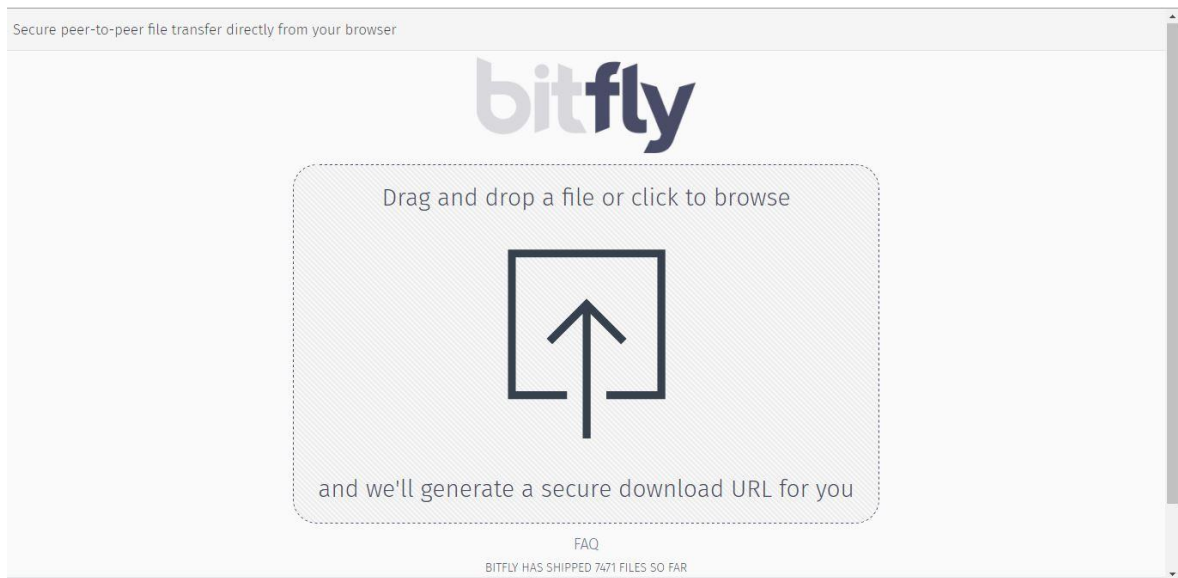 Secure peer-to-peer file transfer directly from your browser
bitfly
Drag and drop a file or click to browse
and we'll generate a secure download URL for you
FAQ
BITFLY HAS SHIPPED 7471 FILES SO FAR